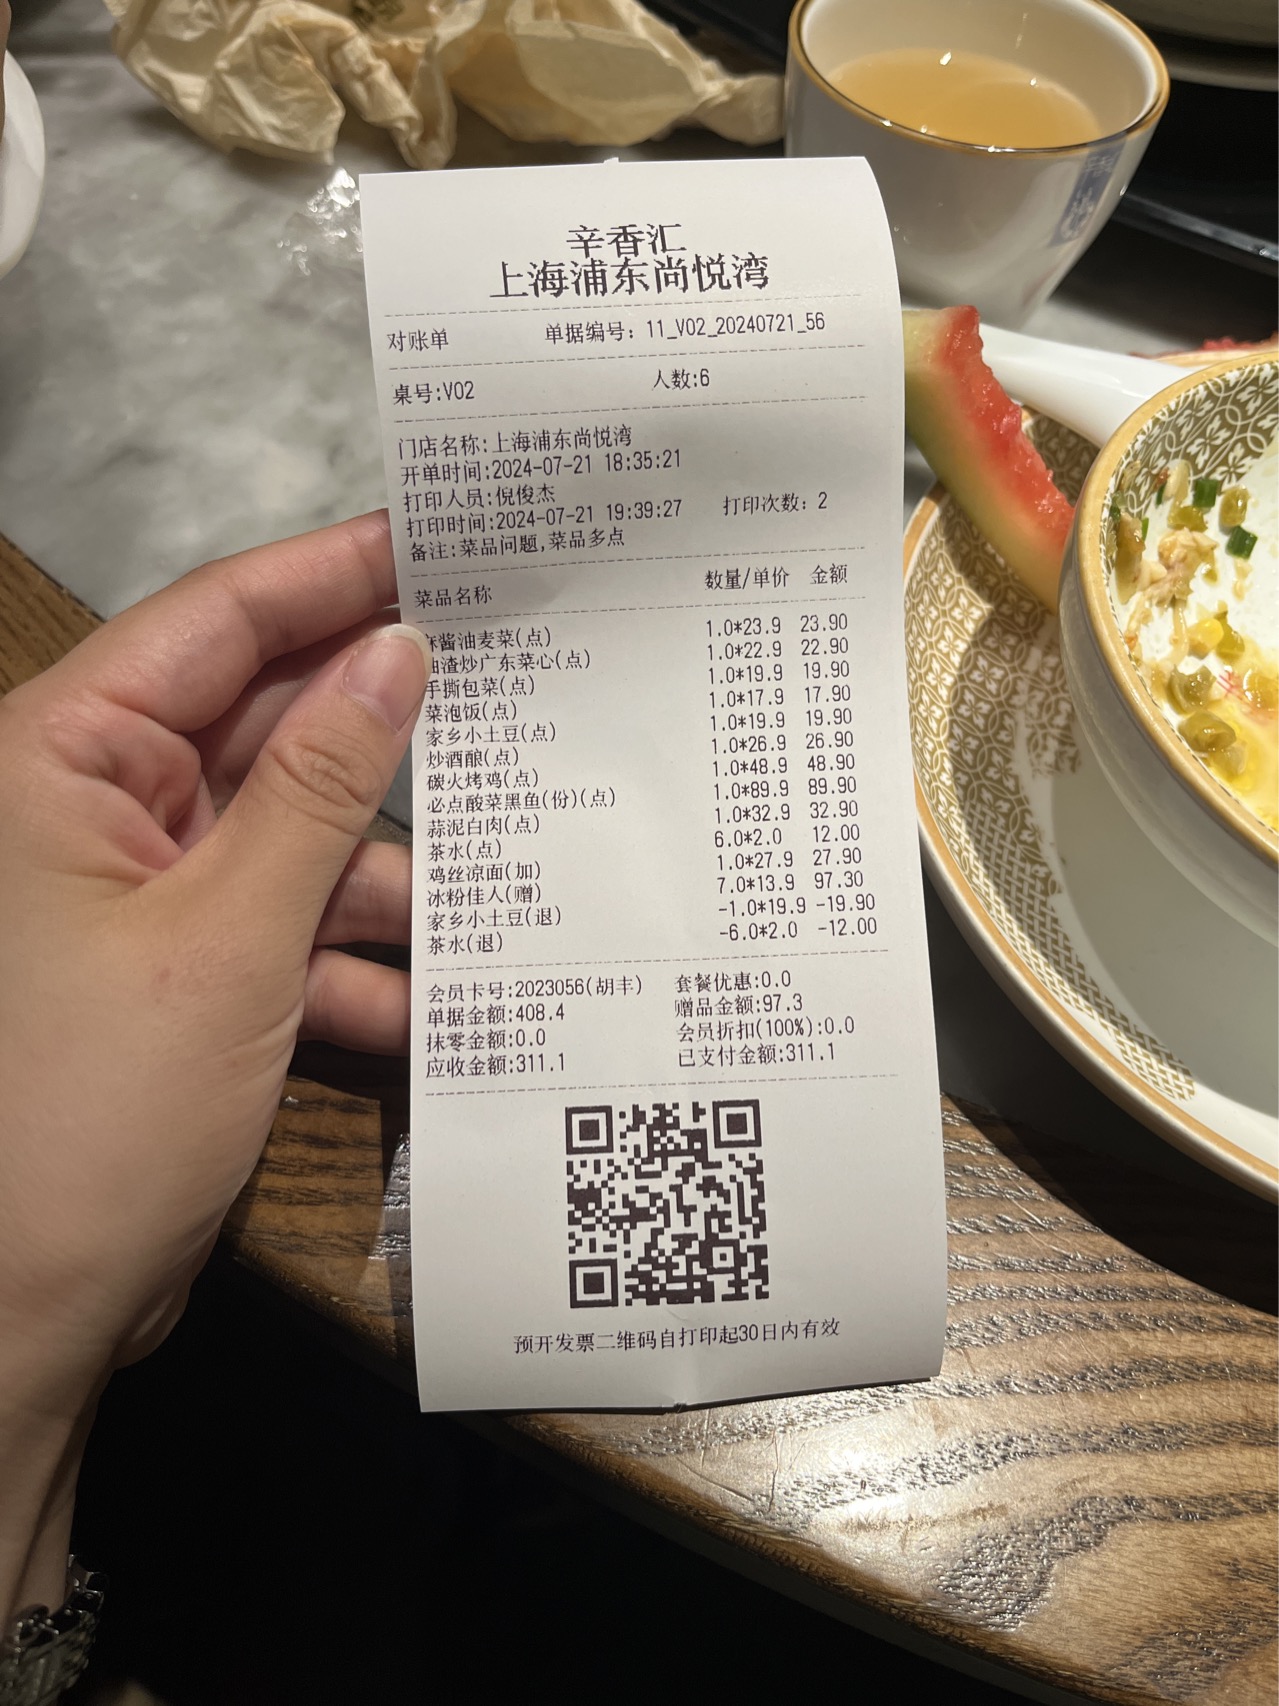 辛香汇
上海浦东尚悦湾
对账单 单据编号: 11_V02_20240721_56
桌号:V02 人数:6
门店名称:上海浦东尚悦湾
开单时间:2024-07-21 18:35:21
打印人员:倪俊杰
打印时间:2024-07-21 19:39:27 打印次数: 2
备注:菜品问题,菜品多点
菜品名称 数量/单价 金额
麻酱油麦菜(点) 1.0*23.9 23.90
油渣炒广东菜心(点) 1.0*22.9 22.90
手撕包菜(点) 1.0*19.9 19.90
菜泡饭(点) 1.0*17.9 17.90
家乡小土豆(点) 1.0*19.9 19.90
炒酒酿(点) 1.0*26.9 26.90
碳火烤鸡(点) 1.0*48.9 48.90
必点酸菜黑鱼(份)(点) 1.0*89.9 89.90
蒜泥白肉(点) 1.0*32.9 32.90
茶水(点) 6.0*2.0 12.00
鸡丝凉面(加) 1.0*27.9 27.90
冰粉佳人(赠) 7.0*13.9 97.30
家乡小土豆(退) -1.0*19.9 -19.90
茶水(退) -6.0*2.0 -12.00
会员卡号:2023056(胡丰) 套餐优惠:0.0
单据金额:408.4 赠品金额:97.3
抹零金额:0.0 会员折扣(100%):0.0
应收金额:311.1 已支付金额:311.1
预开发票二维码自打印起30日内有效